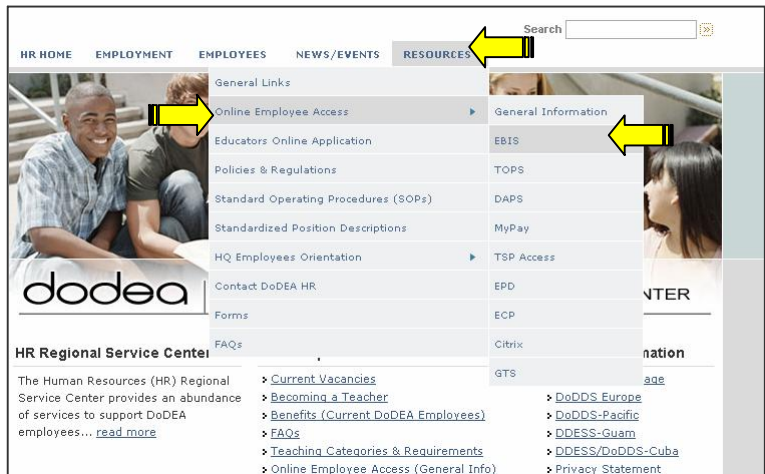 Search
HR HOME EMPLOYMENT EMPLOYEES NEWS/EVENTS RESOURCES
General Links
Online Employee Access
Educators Online Application
Policies & Regulations
Standard Operating Procedures (SOPs)
Standardized Position Descriptions
HQ Employees Orientation
Contact DoDEA HR
Forms
FAQs
General Information
EBIS
TOPS
DAPS
MyPay
TSP Access
EPD
ECP
Citrix
GTS
dodea
NTER
HR Regional Service Center
The Human Resources (HR) Regional
Service Center provides an abundance
of services to support DoDEA
employees... read more
Current Vacancies
Becoming a Teacher
Benefits (Current DoDEA Employees)
FAQs
Teaching Categories & Requirements
Online Employee Access (General Info)
mation
age
DoDDS Europe
DoDDS-Pacific
DDESS-Guam
DDESS/DoDDS-Cuba
Privacy Statement